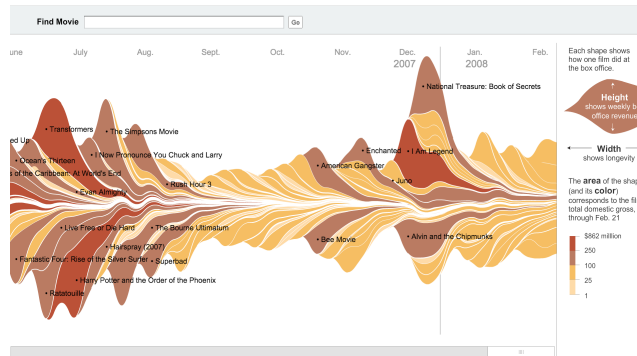 Find Movie
Go
une
July
Aug.
Sept.
Oct.
Nov.
Dec.
2007
Jan.
2008
Feb.
National Treasure: Book of Secrets
Transformers
The Simpsons Movie
ed Up
I Now Pronounce You Chuck and Larry
Enchanted
I Am Legend
Ocean's Thirteen
American Gangster
s of the Caribbean: At World's End
Rush Hour 3
Juno
Evan Almighty
Live Free or Die Hard
The Bourne Ultimatum
Alvin and the Chipmunks
Bee Movie
Hairspray (2007)
Fantastic Four: Rise of the Silver Surfer
Superbad
Harry Potter and the Order of the Phoenix
Ratatouille
Each shape shows
how one film did at
the box office.
Height
shows weekly b
office revenue
Width
shows longevity
The area of the shap
(and its color)
corresponds to the fil
total domestic gross,
through Feb. 21
$862 million
250
100
25
1